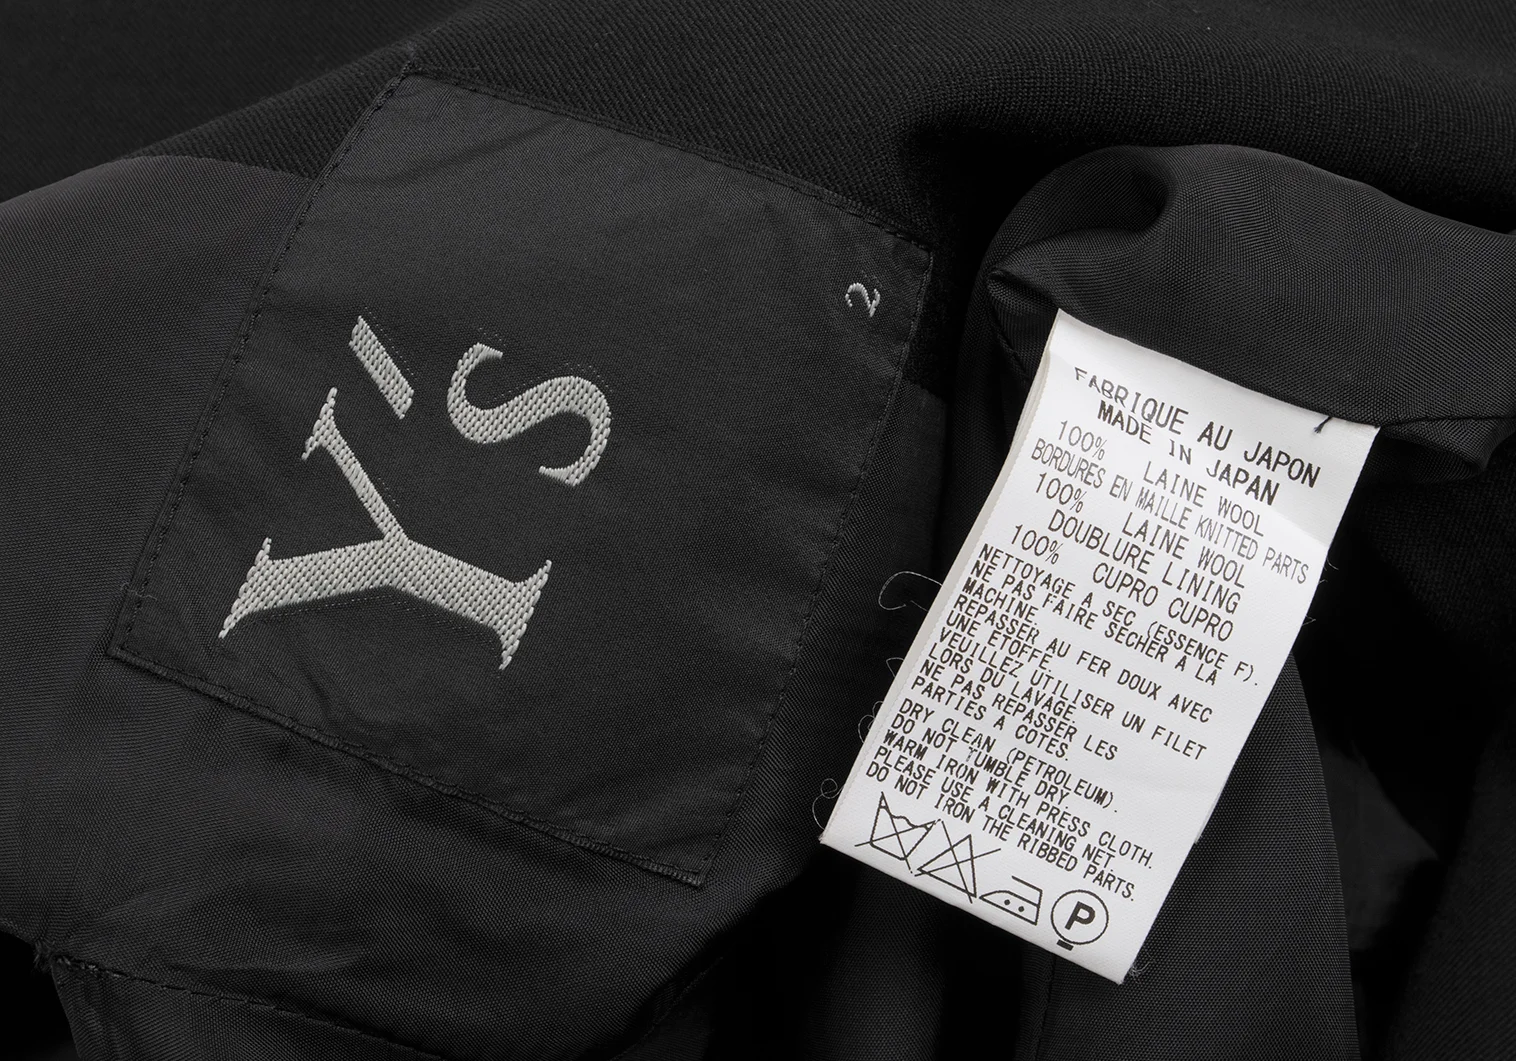 Y's
2
FABRIQUE AU JAPON
MADE IN JAPAN
100% LAINE WOOL
BORDURES EN MAILLE KNITTED PARTS
100% LAINE WOOL
DOUBLURE LINING
100% CUPRO CUPRO
NETTOYAGE A SEC (ESSENCE F).
NE PAS FAIRE SECHER A LA
MACHINE.
REPASSER AU FER DOUX AVEC
UNE ETOFFE.
VEUILLEZ UTILISER UN FILET
LORS DU LAVAGE.
NE PAS REPASSER LES
PARTIES A COTES.
DRY CLEAN (PETROLEUM).
DO NOT TUMBLE DRY.
WARM IRON WITH PRESS CLOTH.
PLEASE USE A CLEANING NET.
DO NOT IRON THE RIBBED PARTS.
P